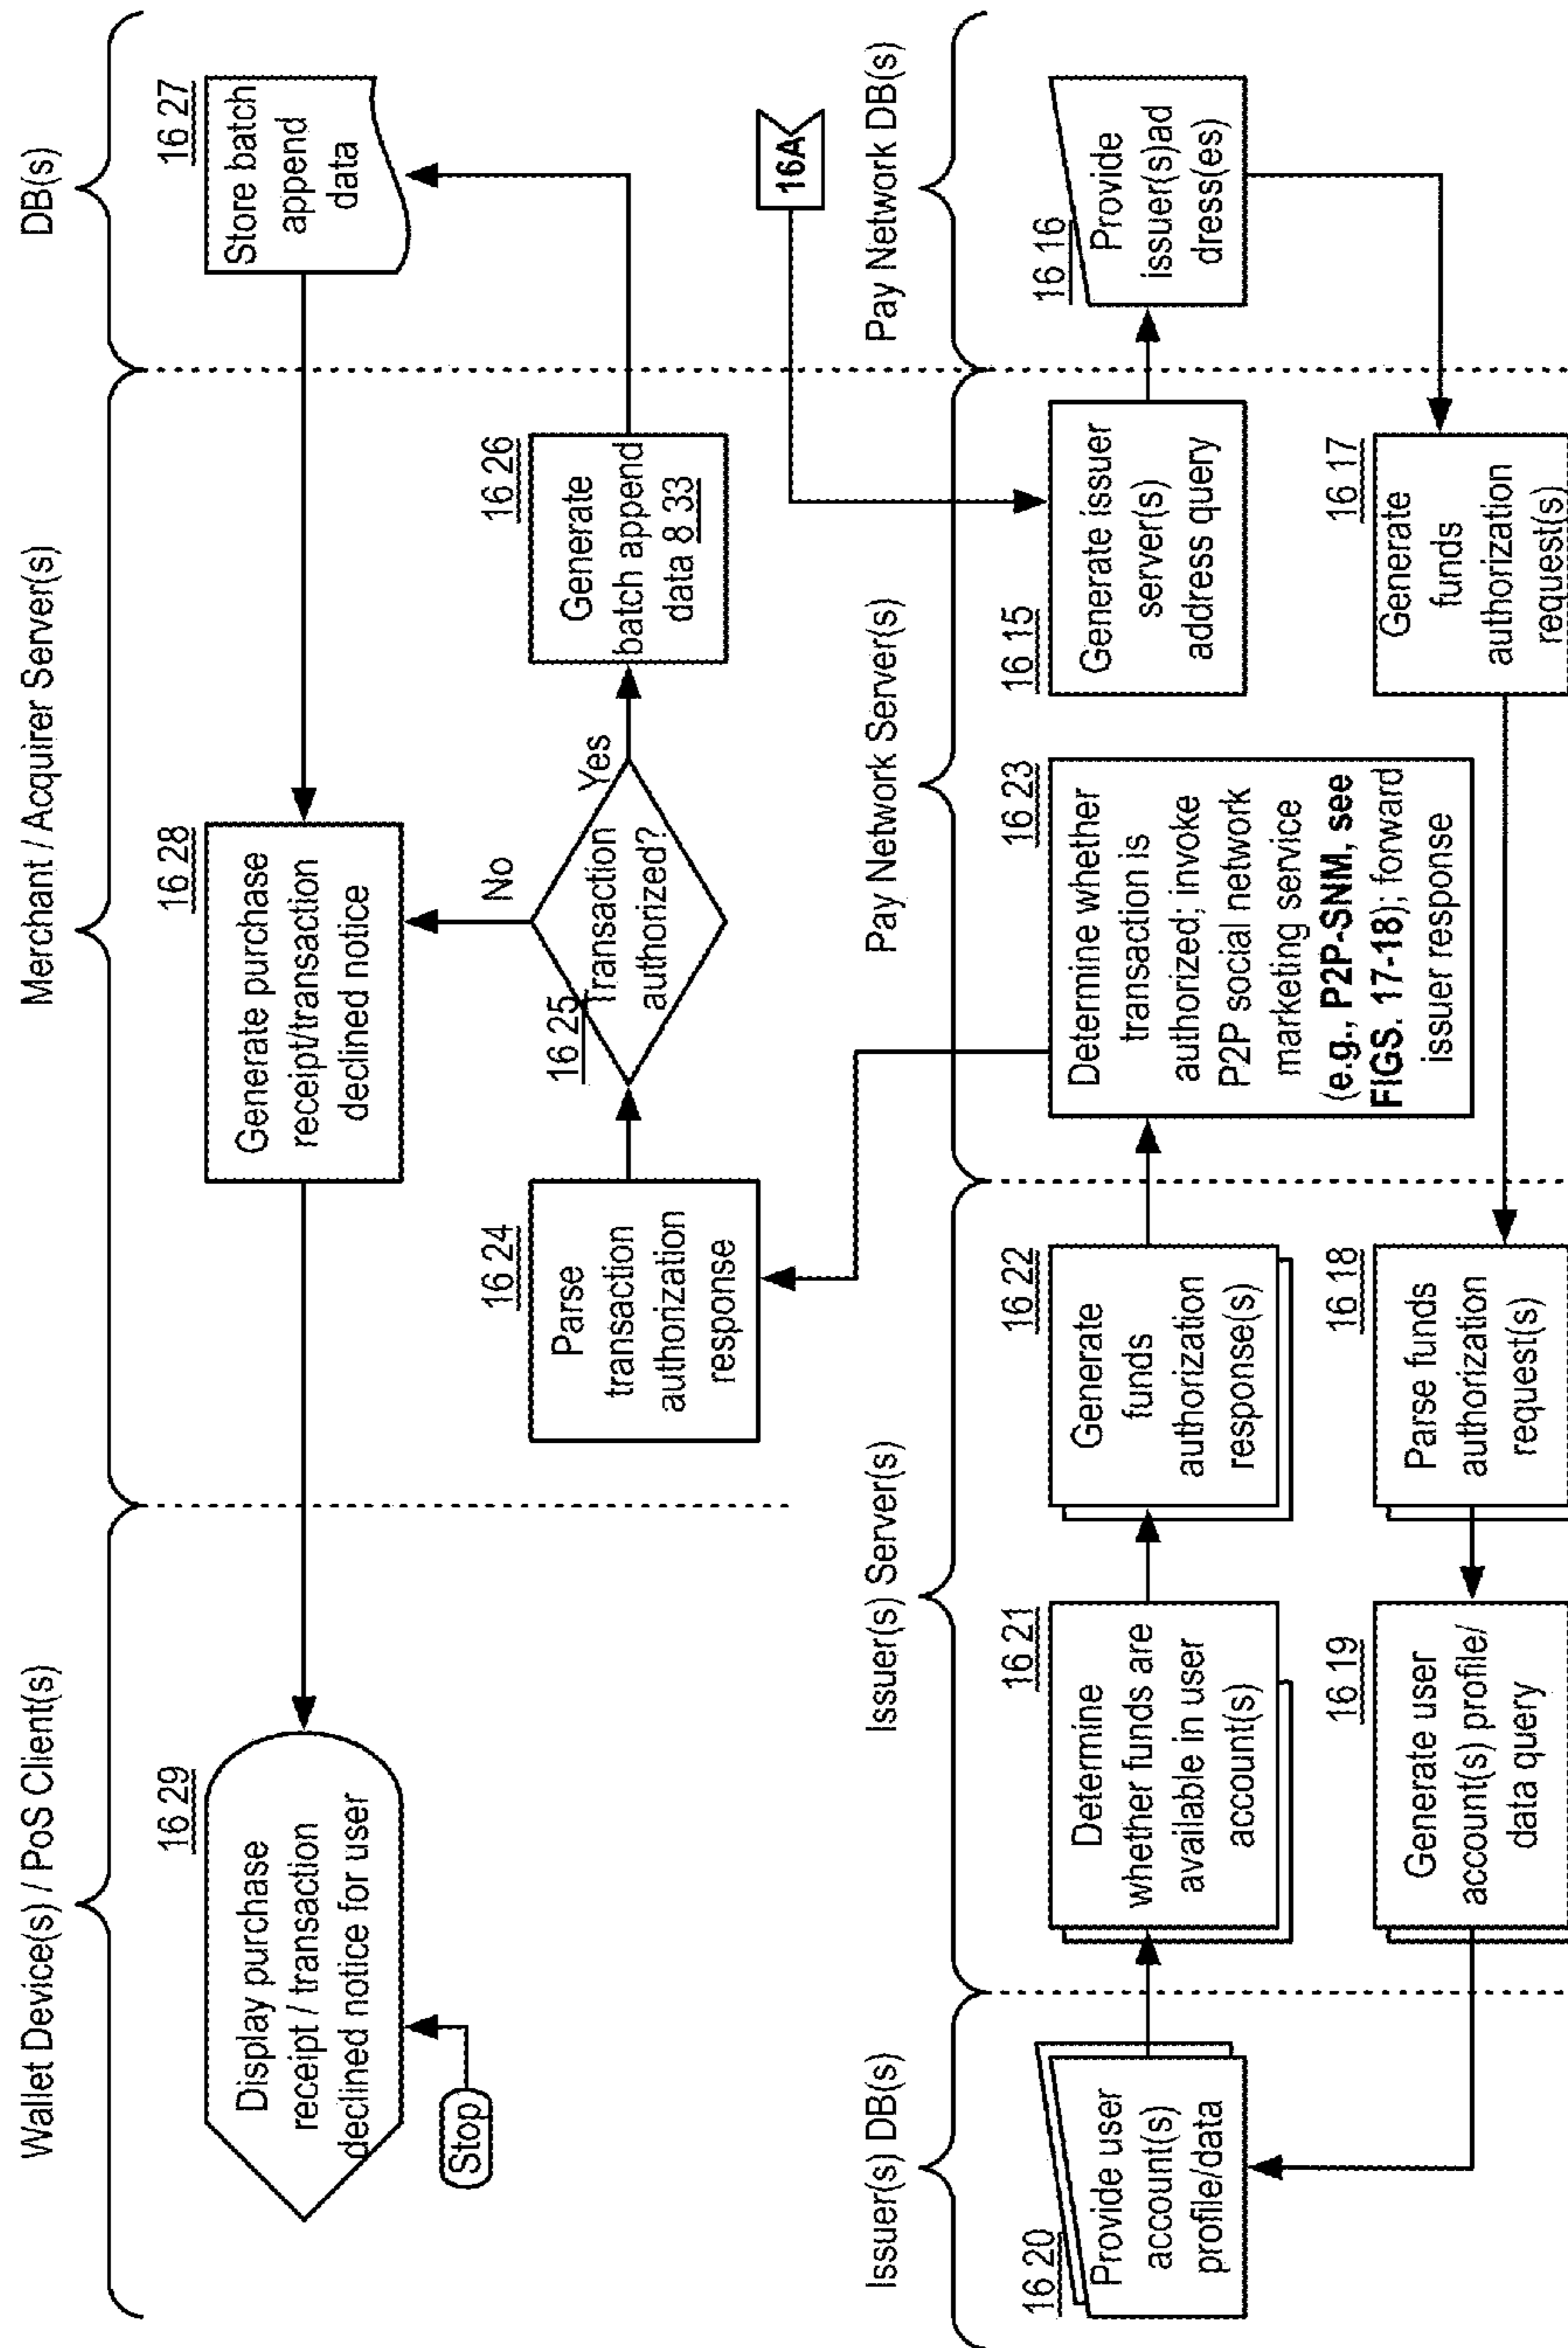 Wallet Device(s) / PoS Client(s)
Merchant / Acquirer Server(s)
DB(s)
16 29
Display purchase
receipt / transaction
declined notice for user
Stop
16 28
Generate purchase
receipt/transaction
declined notice
16 27
Store batch
append
data
16 24
Parse
transaction
authorization
response
16 25
Transaction
authorized?
No
Yes
16 26
Generate
batch append
data 8 33
16A
Issuer(s) DB(s)
Issuer(s) Server(s)
Pay Network Server(s)
Pay Network DB(s)
16 20
Provide user
account(s)
profile/data
16 21
Determine
whether funds are
available in user
account(s)
16 22
Generate
funds
authorization
response(s)
16 23
Determine whether
transaction is
authorized; invoke
P2P social network
marketing service
(e.g., P2P-SNM, see
FIGS. 17-18); forward
issuer response
16 15
Generate issuer
server(s)
address query
16 16
Provide
issuer(s)ad
dress(es)
16 19
Generate user
account(s) profile/
data query
16 18
Parse funds
authorization
request(s)
16 17
Generate
funds
authorization
request(s)